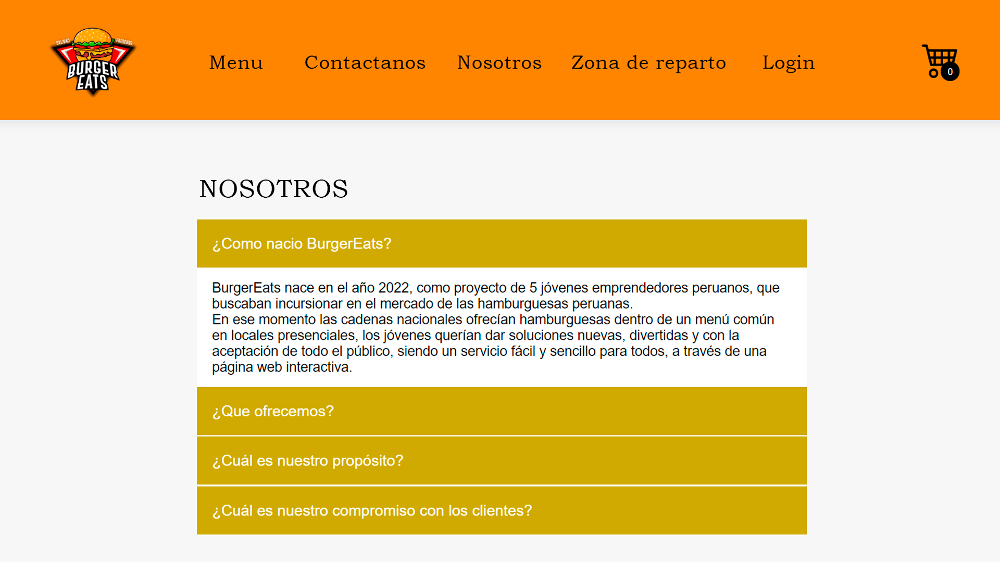 CALIDAD
FRESCURA
BURGER
EATS
Menu
Contactanos
Nosotros
Zona de reparto
Login
0
NOSOTROS
¿Como nacio BurgerEats?
BurgerEats nace en el año 2022, como proyecto de 5 jóvenes emprendedores peruanos, que
buscaban incursionar en el mercado de las hamburguesas peruanas.
En ese momento las cadenas nacionales ofrecían hamburguesas dentro de un menú común
en locales presenciales, los jóvenes querían dar soluciones nuevas, divertidas y con la
aceptación de todo el público, siendo un servicio fácil y sencillo para todos, a través de una
página web interactiva.
¿Que ofrecemos?
¿Cuál es nuestro propósito?
¿Cuál es nuestro compromiso con los clientes?